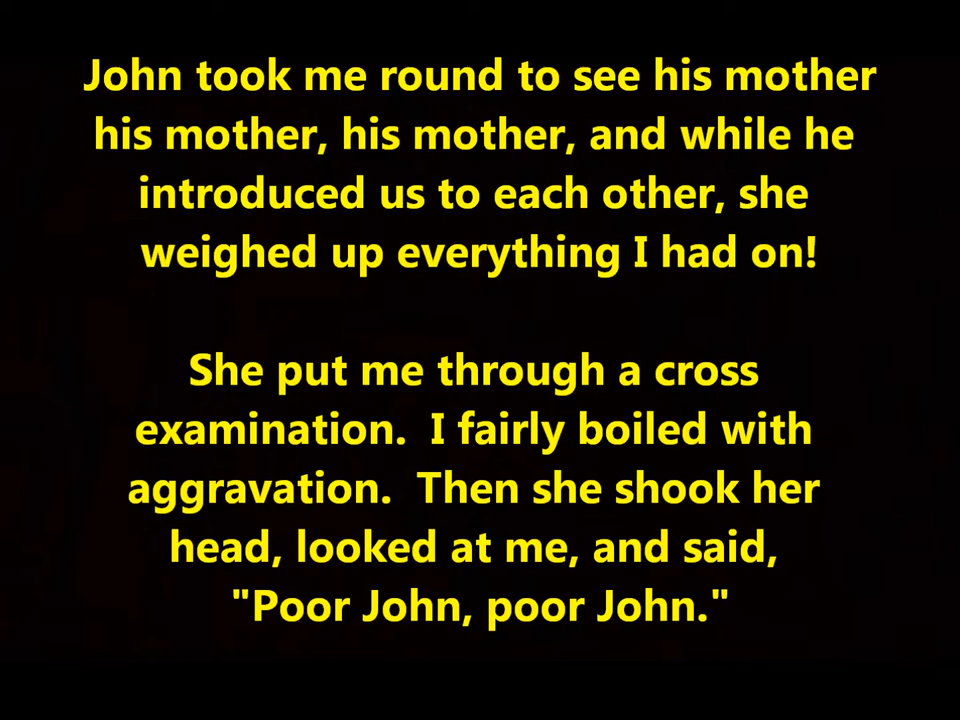 John took me round to see his mother
his mother, his mother, and while he
introduced us to each other, she
weighed up everything I had on!
She put me through a cross
examination.  I fairly boiled with
aggravation.  Then she shook her
head, looked at me, and said,
"Poor John, poor John."